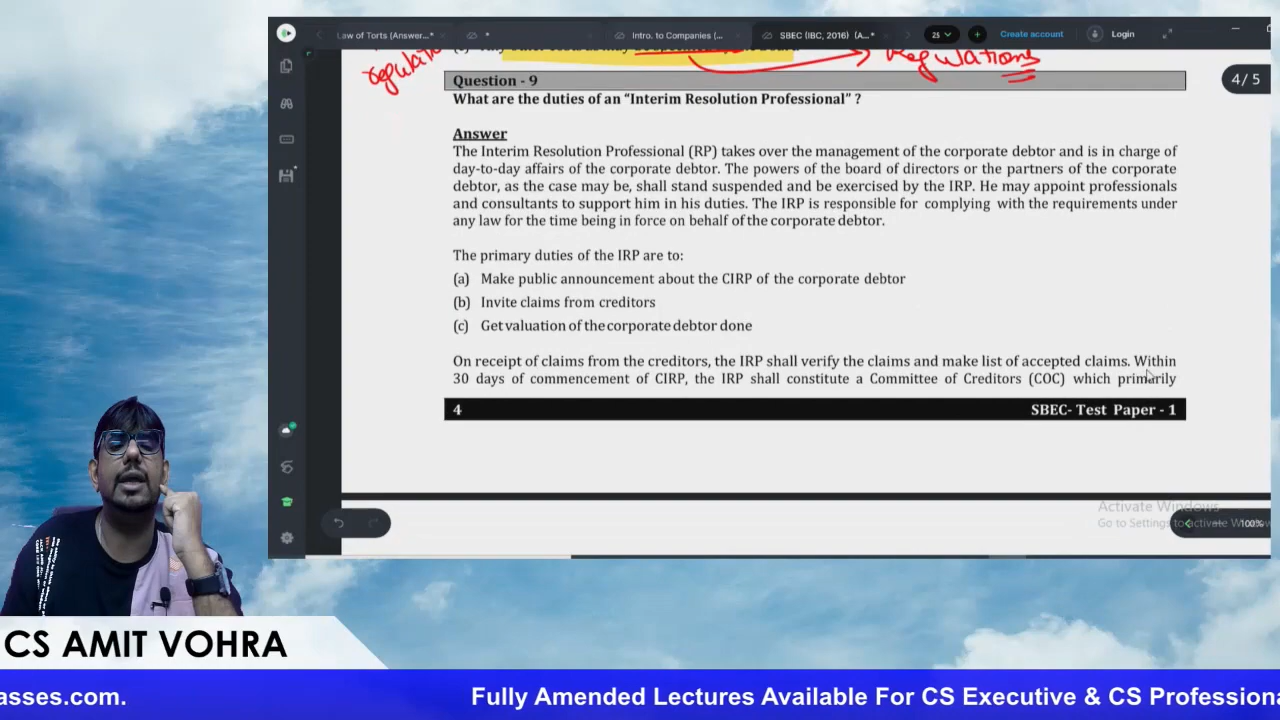 Law of Torts (Answer... Intro. to Companies (... SBEC (IBC, 2016) (A... 25 Create account Login
regulatio
Regulations
4/5
Question - 9
What are the duties of an “Interim Resolution Professional” ?
Answer
The Interim Resolution Professional (RP) takes over the management of the corporate debtor and is in charge of
day-to-day affairs of the corporate debtor. The powers of the board of directors or the partners of the corporate
debtor, as the case may be, shall stand suspended and be exercised by the IRP. He may appoint professionals
and consultants to support him in his duties. The IRP is responsible for complying with the requirements under
any law for the time being in force on behalf of the corporate debtor.
The primary duties of the IRP are to:
(a) Make public announcement about the CIRP of the corporate debtor
(b) Invite claims from creditors
(c) Get valuation of the corporate debtor done
On receipt of claims from the creditors, the IRP shall verify the claims and make list of accepted claims. Within
30 days of commencement of CIRP, the IRP shall constitute a Committee of Creditors (COC) which primarily
4 SBEC- Test Paper - 1
Activate Windows
Go to Settings to activate Window
100%
CS AMIT VOHRA
asses.com. Fully Amended Lectures Available For CS Executive & CS Professiona